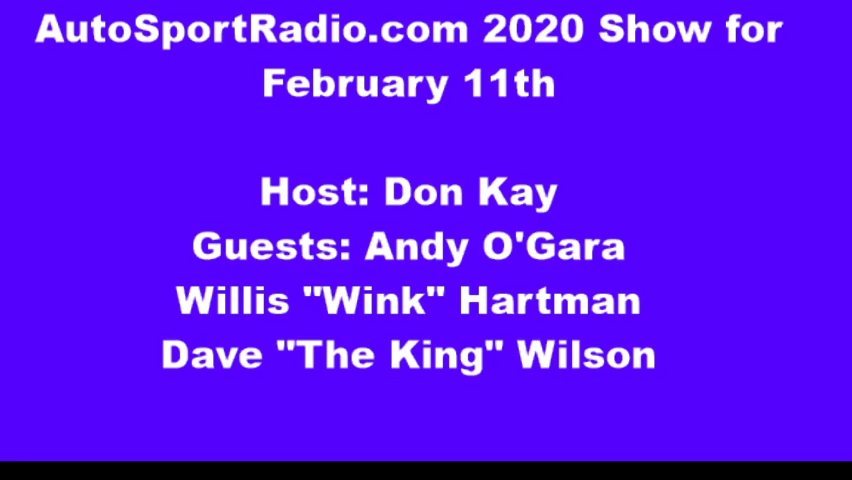 AutoSportRadio.com 2020 Show for
February 11th
Host: Don Kay
Guests: Andy O'Gara
Willis "Wink" Hartman
Dave "The King" Wilson